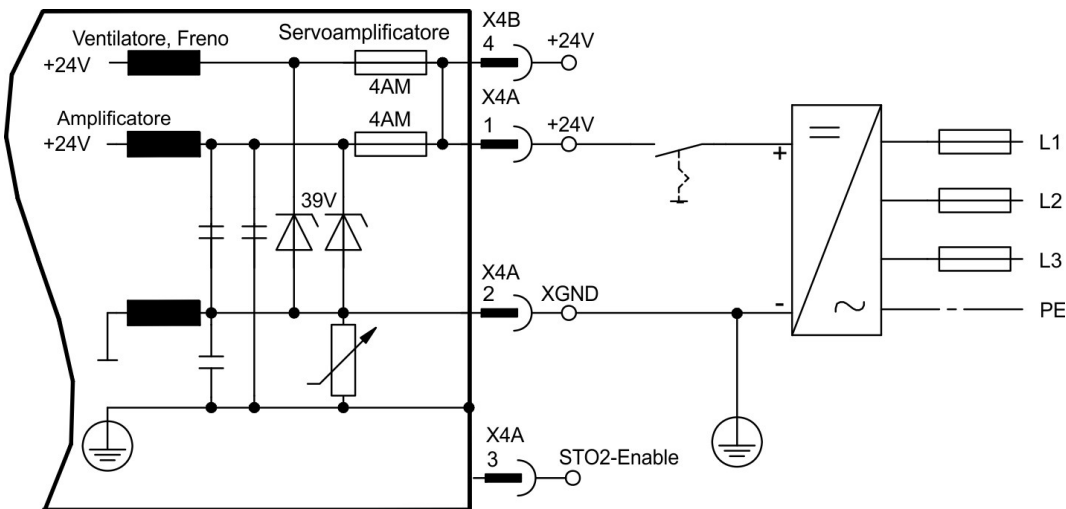 Ventilatore, Freno
Servoamplificatore
X4B
4
+24V
+24V
4AM
X4A
Amplificatore
4AM
1
+24V
+24V
+
L1
39V
L2
X4A
2
XGND
-
L3
PE
X4A
3
STO2-Enable